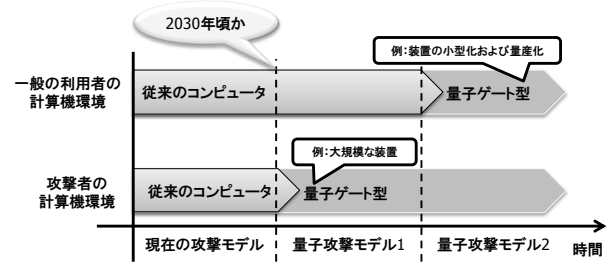 2030年頃か
例：装置の小型化および量産化
一般の利用者の
計算機環境
従来のコンピュータ
量子ゲート型
例：大規模な装置
攻撃者の
計算機環境
従来のコンピュータ
量子ゲート型
現在の攻撃モデル
量子攻撃モデル1
量子攻撃モデル2
時間